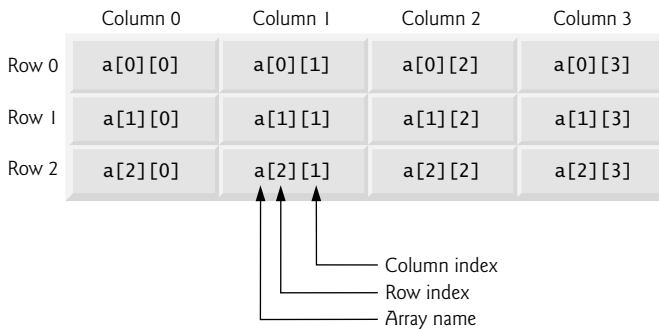 Column 0 Column 1 Column 2 Column 3
Row 0 a[0][0] a[0][1] a[0][2] a[0][3]
Row 1 a[1][0] a[1][1] a[1][2] a[1][3]
Row 2 a[2][0] a[2][1] a[2][2] a[2][3]
Column index
Row index
Array name